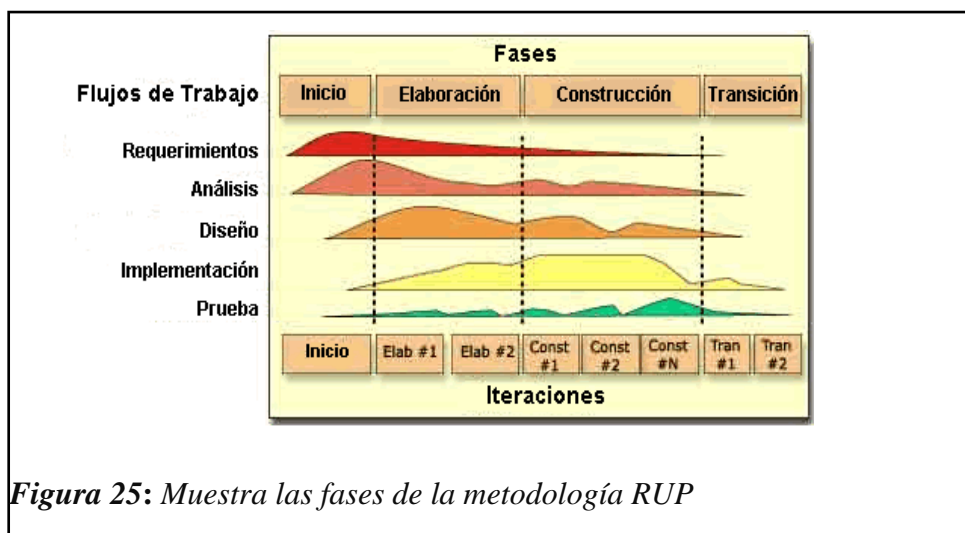 Fases
Flujos de Trabajo
Inicio
Elaboración
Construcción
Transición
Requerimientos
Análisis
Diseño
Implementación
Prueba
Inicio
Elab #1
Elab #2
Const
#1
Const
#2
Const
#N
Tran
#1
Tran
#2
Iteraciones
Figura 25: Muestra las fases de la metodología RUP